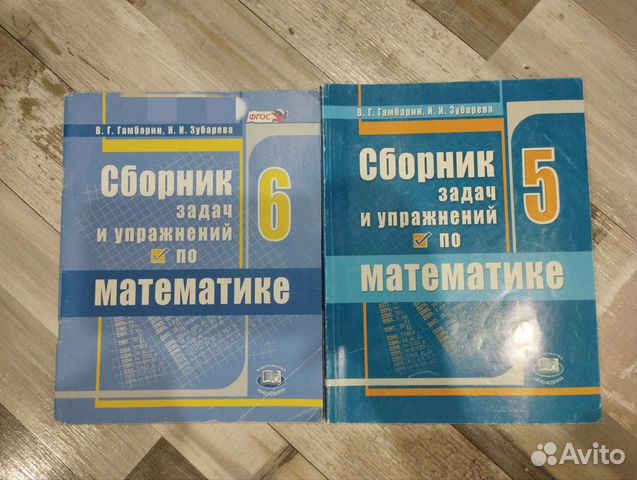 ФГОС
В. Г. Гамбарин, И. И. Зубарева
Сборник
задач
и упражнений
по
математике
6
В. Г. Гамбарин, И. И. Зубарева
Сборник
задач
и упражнений
по
математике
5
Avito